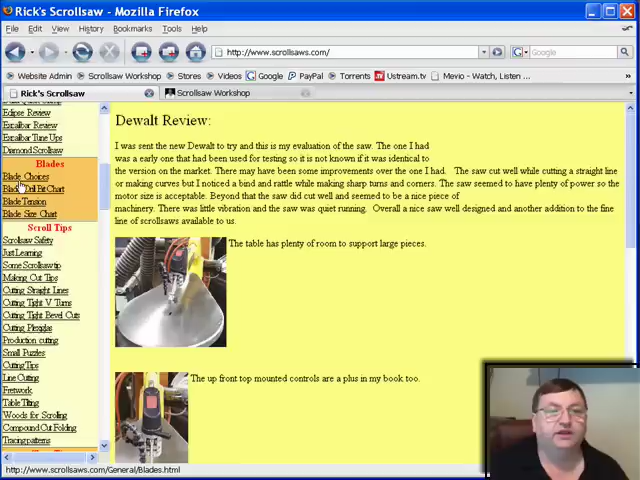 Rick's Scrollsaw - Mozilla Firefox
File Edit View History Bookmarks Tools Help
http://www.scrollsaws.com/
Google
Website Admin Scrollsaw Workshop Stores Videos Google PayPal Torrents Ustream.tv Mevio - Watch, Listen ...
Rick's Scrollsaw
Scrollsaw Workshop
Eclipse Review
Excalibar Review
Excalibar Tune Ups
Diamond Scrollsaw
Blades
Blade Choices
Blade/Drill Bit Chart
Blade Tension
Blade Size Chart
Scroll Tips
Scrollsaw Safety
Just Learning
Some Scrollsaw tip
Making Cut Tips
Cutting Straight Lines
Cutting Tight V Turns
Cutting Tight Bevel Cuts
Cutting Plexiglas
Production cutting
Small Puzzles
Cutting Tips
Line Cutting
Fretwork
Table Tilting
Woods for Scrolling
Compound Cut Folding
Tracing patterns
Dewalt Review:
I was sent the new Dewalt to try and this is my evaluation of the saw. The one I had
was a early one that had been used for testing so it is not known if it was identical to
the version on the market. There may have been some improvements over the one I had. The saw cut well while cutting a straight line
or making curves but I noticed a bind and rattle while making sharp turns and corners. The saw seemed to have plenty of power so the
motor size is acceptable. Beyond that the saw did cut well and seemed to be a nice piece of
machinery. There was little vibration and the saw was quiet running. Overall a nice saw well designed and another addition to the fine
line of scrollsaws available to us.
The table has plenty of room to support large pieces.
The up front top mounted controls are a plus in my book too.
http://www.scrollsaws.com/General/Blades.html